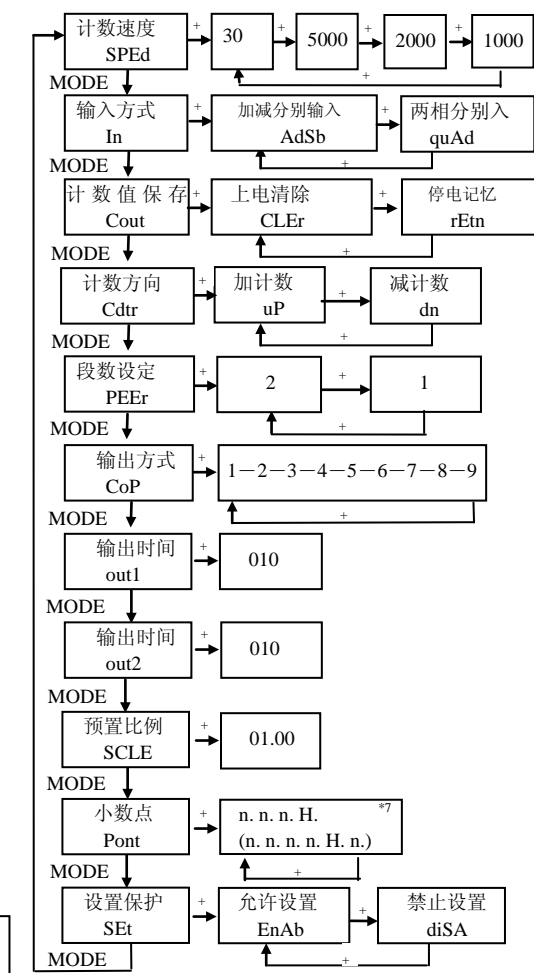 计数速度 + 30 + 5000 + 2000 + 1000
SPEd
+
MODE
输入方式 + 加减分别输入 + 两相分别入
In AdSb quAd
+
MODE
计 数 值 保 存 + 上电清除 + 停电记忆
Cout CLEr rEtn
+
MODE
计数方向 + 加计数 + 减计数
Cdtr uP dn
+
MODE
段数设定 + 2 + 1
PEEr
+
MODE
输出方式 + 1－2－3－4－5－6－7－8－9
CoP
+
MODE
输出时间 + 010
out1
MODE
输出时间 + 010
out2
MODE
预置比例 + 01.00
SCLE
MODE
小数点 + n. n. n. H. *7
Pont (n. n. n. n. H. n.)
+
MODE
设置保护 + 允许设置 + 禁止设置
SEt EnAb diSA
+
MODE